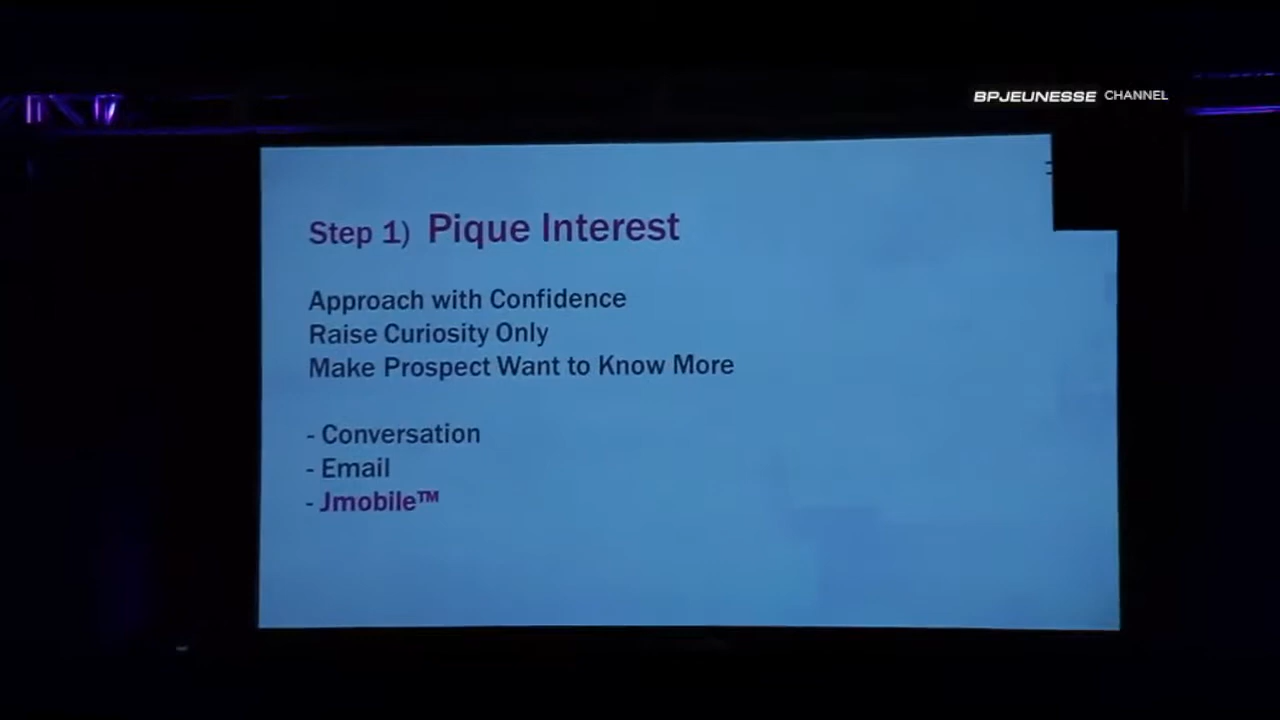 BPJEUNESSE CHANNEL
Step 1) Pique Interest
Approach with Confidence
Raise Curiosity Only
Make Prospect Want to Know More
- Conversation
- Email
- Jmobile™